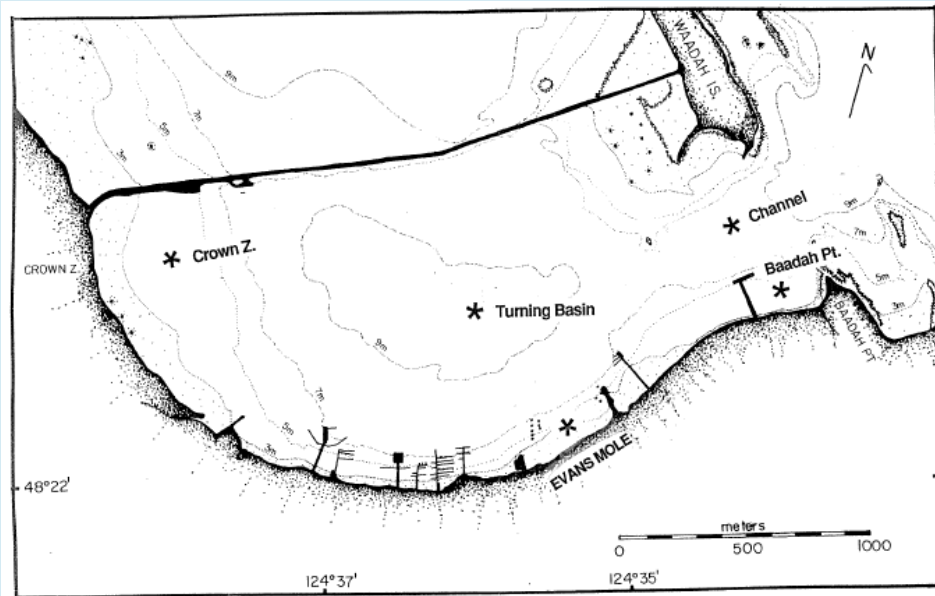 9m
7m
5m
3m
WAADAH IS.
N
* Channel
9m
7m
5m
3m
Baadah Pt.
*
BAADAH PT
* Crown Z.
CROWN Z.
* Turning Basin
9m
7m
5m
3m
*
EVANS MOLE
48°22'
meters
0 500 1000
124°37'
124°35'